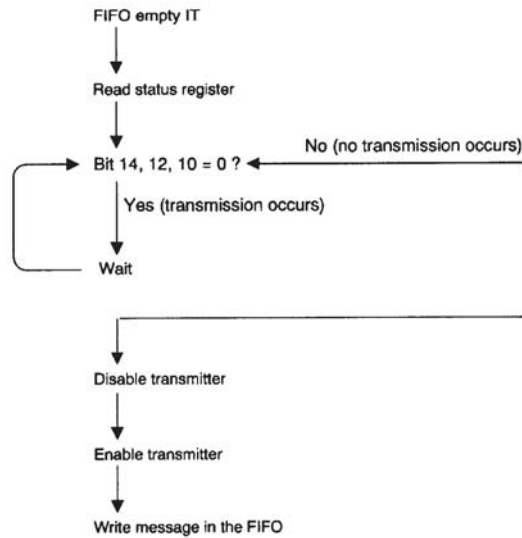 FIFO empty IT
Read status register
No (no transmission occurs)
Bit 14, 12, 10 = 0 ?
Yes (transmission occurs)
Wait
Disable transmitter
Enable transmitter
Write message in the FIFO